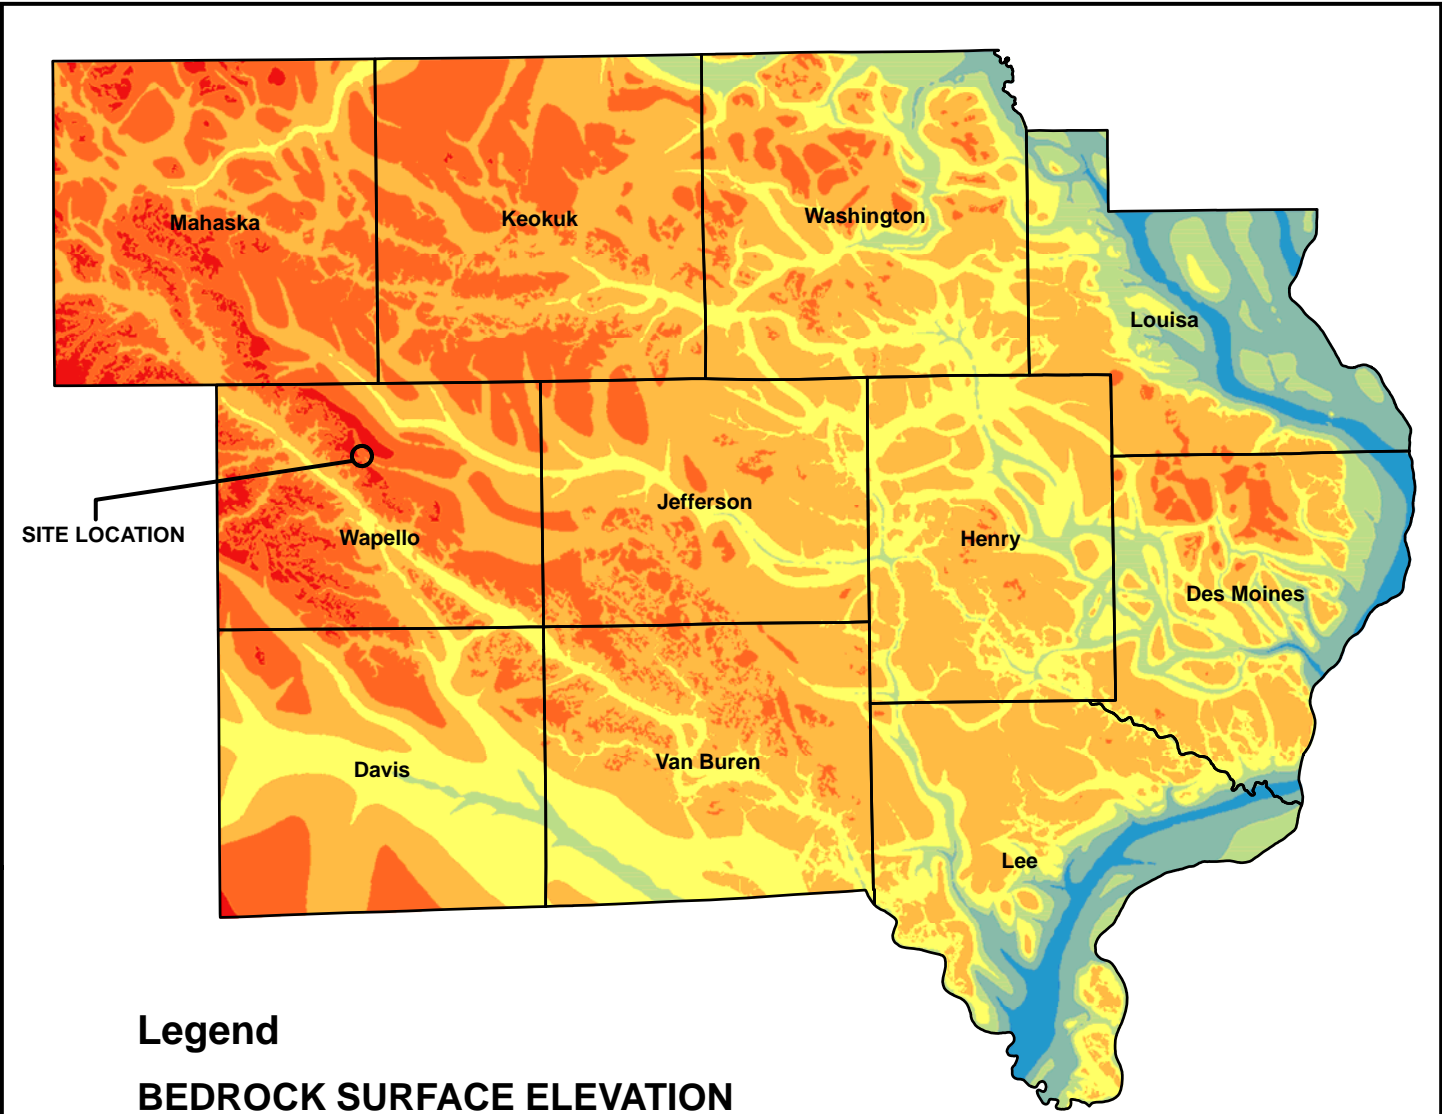 Mahaska
Keokuk
Washington
Louisa
SITE LOCATION
Wapello
Jefferson
Henry
Des Moines
Davis
Van Buren
Lee
Legend
BEDROCK SURFACE ELEVATION